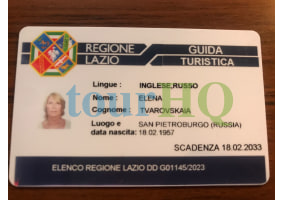 REGIONE LAZIO
GUIDA TURISTICA
Lingue : INGLESE,RUSSO
Nome : ELENA
Cognome : TVAROVSKAIA
Luogo e data nascita: SAN PIETROBURGO (RUSSIA) 18.02.1957
SCADENZA 18.02.2033
ELENCO REGIONE LAZIO DD G01145/2023
tourHQ